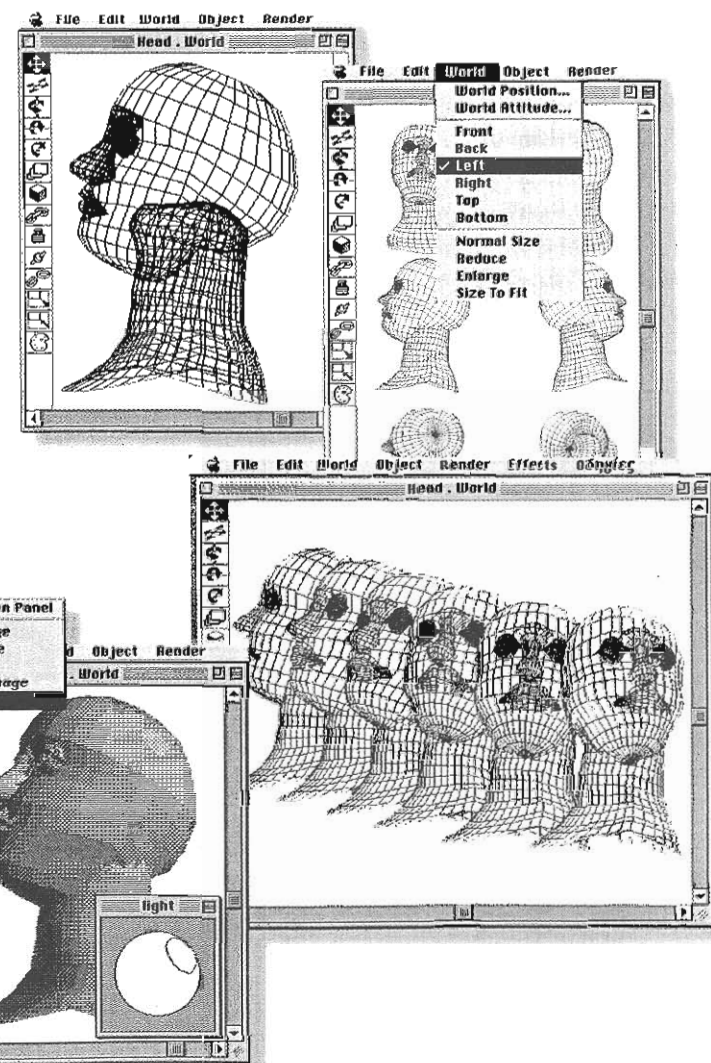 File Edit World Object Render
Head . World
File Edit World Object Render
World Position...
World Attitude...
Front
Back
✓ Left
Right
Top
Bottom
Normal Size
Reduce
Enlarge
Size To Fit
File Edit World Object Render Effects Οδηγίες
Head . World
n Panel
Object Render
. World
light